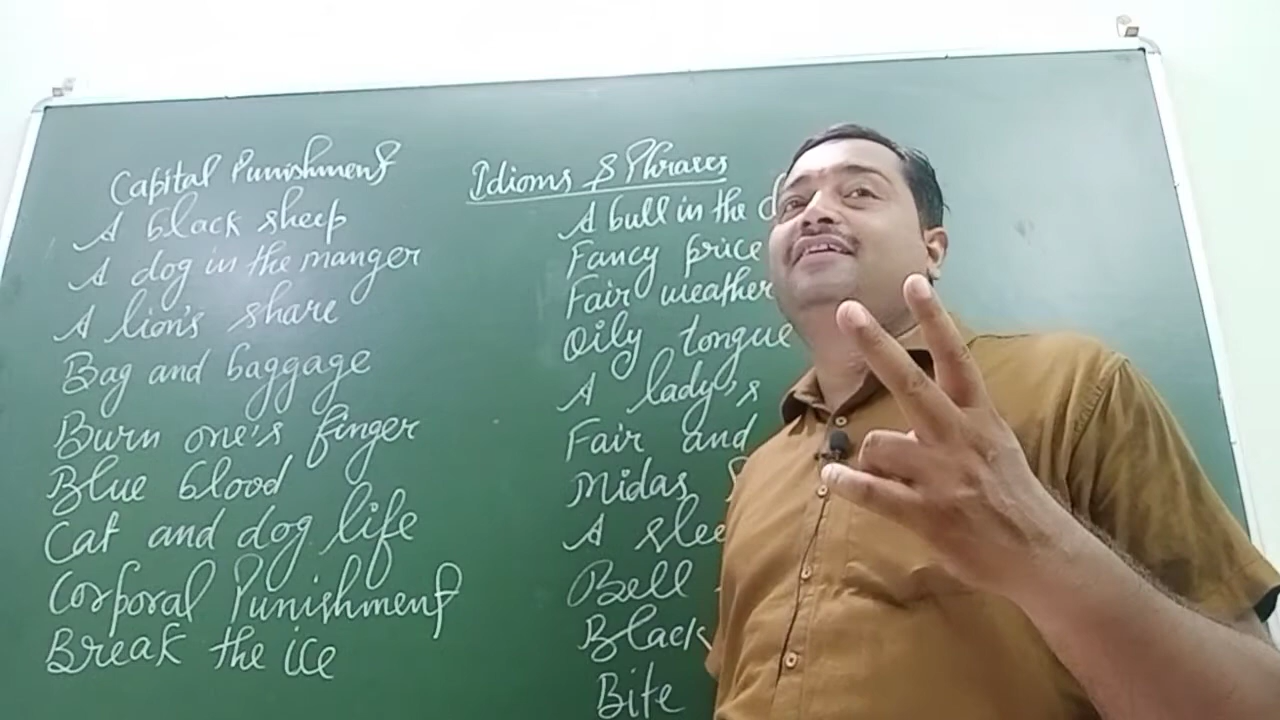 Idioms & Phrases
Capital Punishment
A black sheep
A dog in the manger
A lion's share
Bag and baggage
Burn one's finger
Blue blood
Cat and dog life
Corporal Punishment
Break the ice
A bull in the
Fancy price
Fair weather
Oily tongue
A lady's
Fair and
Midas
A
Bell
Black
Bite